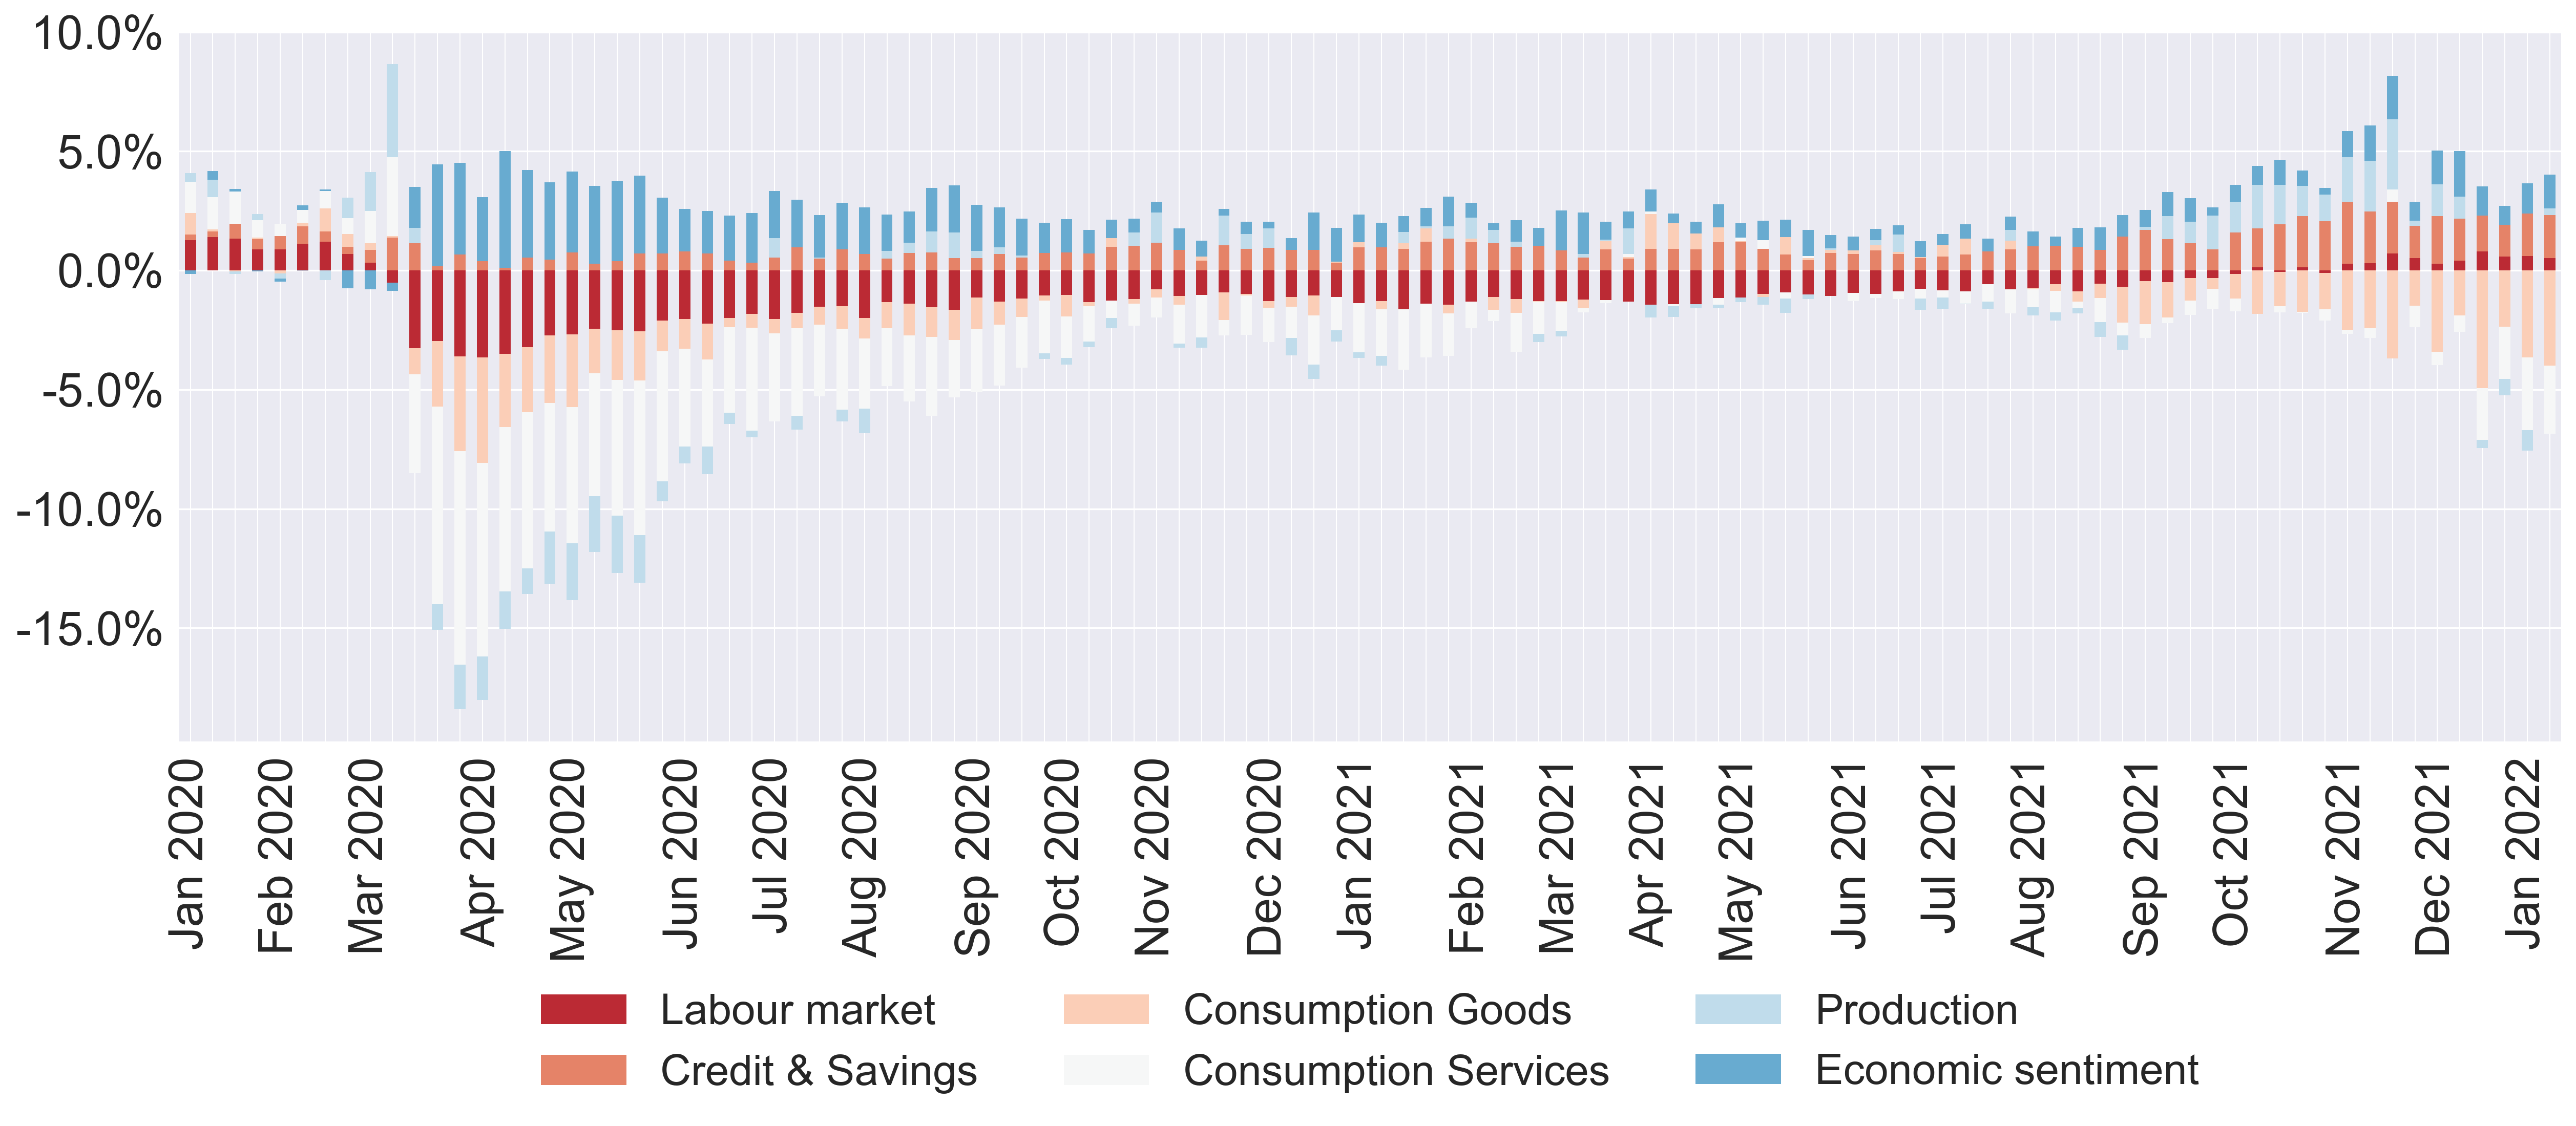 10.0%
5.0%
0.0%
-5.0%
-10.0%
-15.0%
Jan 2020
Feb 2020
Mar 2020
Apr 2020
May 2020
Jun 2020
Jul 2020
Aug 2020
Sep 2020
Oct 2020
Nov 2020
Dec 2020
Jan 2021
Feb 2021
Mar 2021
Apr 2021
May 2021
Jun 2021
Jul 2021
Aug 2021
Sep 2021
Oct 2021
Nov 2021
Dec 2021
Jan 2022
Labour market
Consumption Goods
Production
Credit & Savings
Consumption Services
Economic sentiment